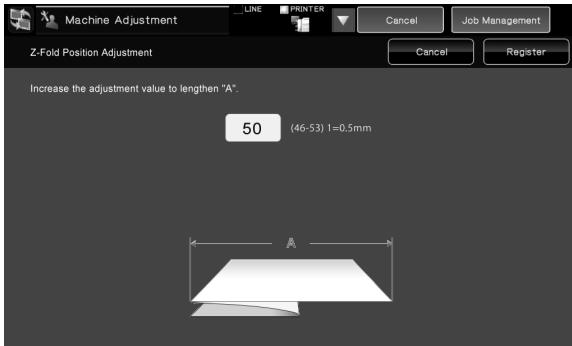 Machine Adjustment
LINE
PRINTER
Cancel
Job Management
Z-Fold Position Adjustment
Cancel
Register
Increase the adjustment value to lengthen "A".
50 (46-53) 1=0.5mm
A